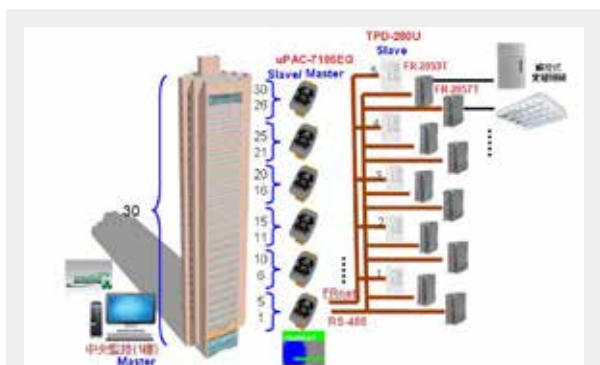 TPD-280U
Slave
uPAC-7186EG
Slave/ Master
FR-2053T
FR-2057T
30
26
25
21
20
16
15
11
10
6
5
1
30
5
4
3
2
1
FRnet
RS-485
中央監控(1樓)
Master